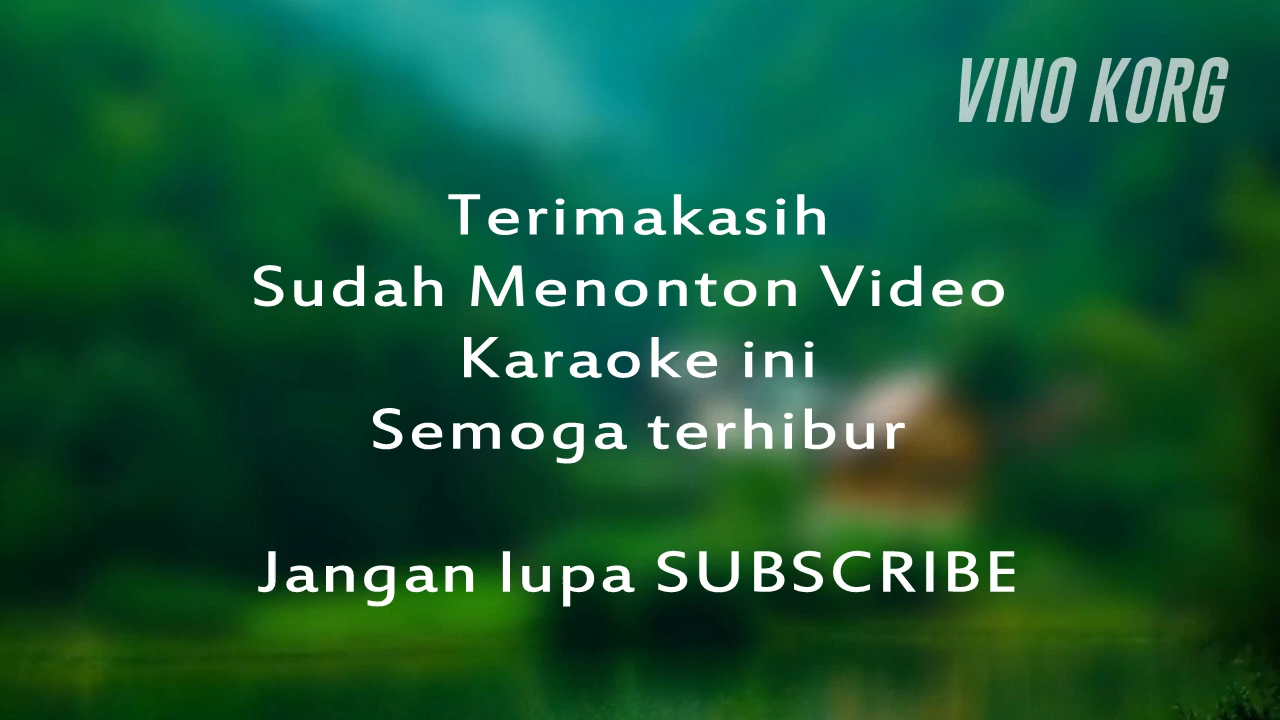 VINO KORG
Terimakasih
Sudah Menonton Video
Karaoke ini
Semoga terhibur
Jangan lupa SUBSCRIBE